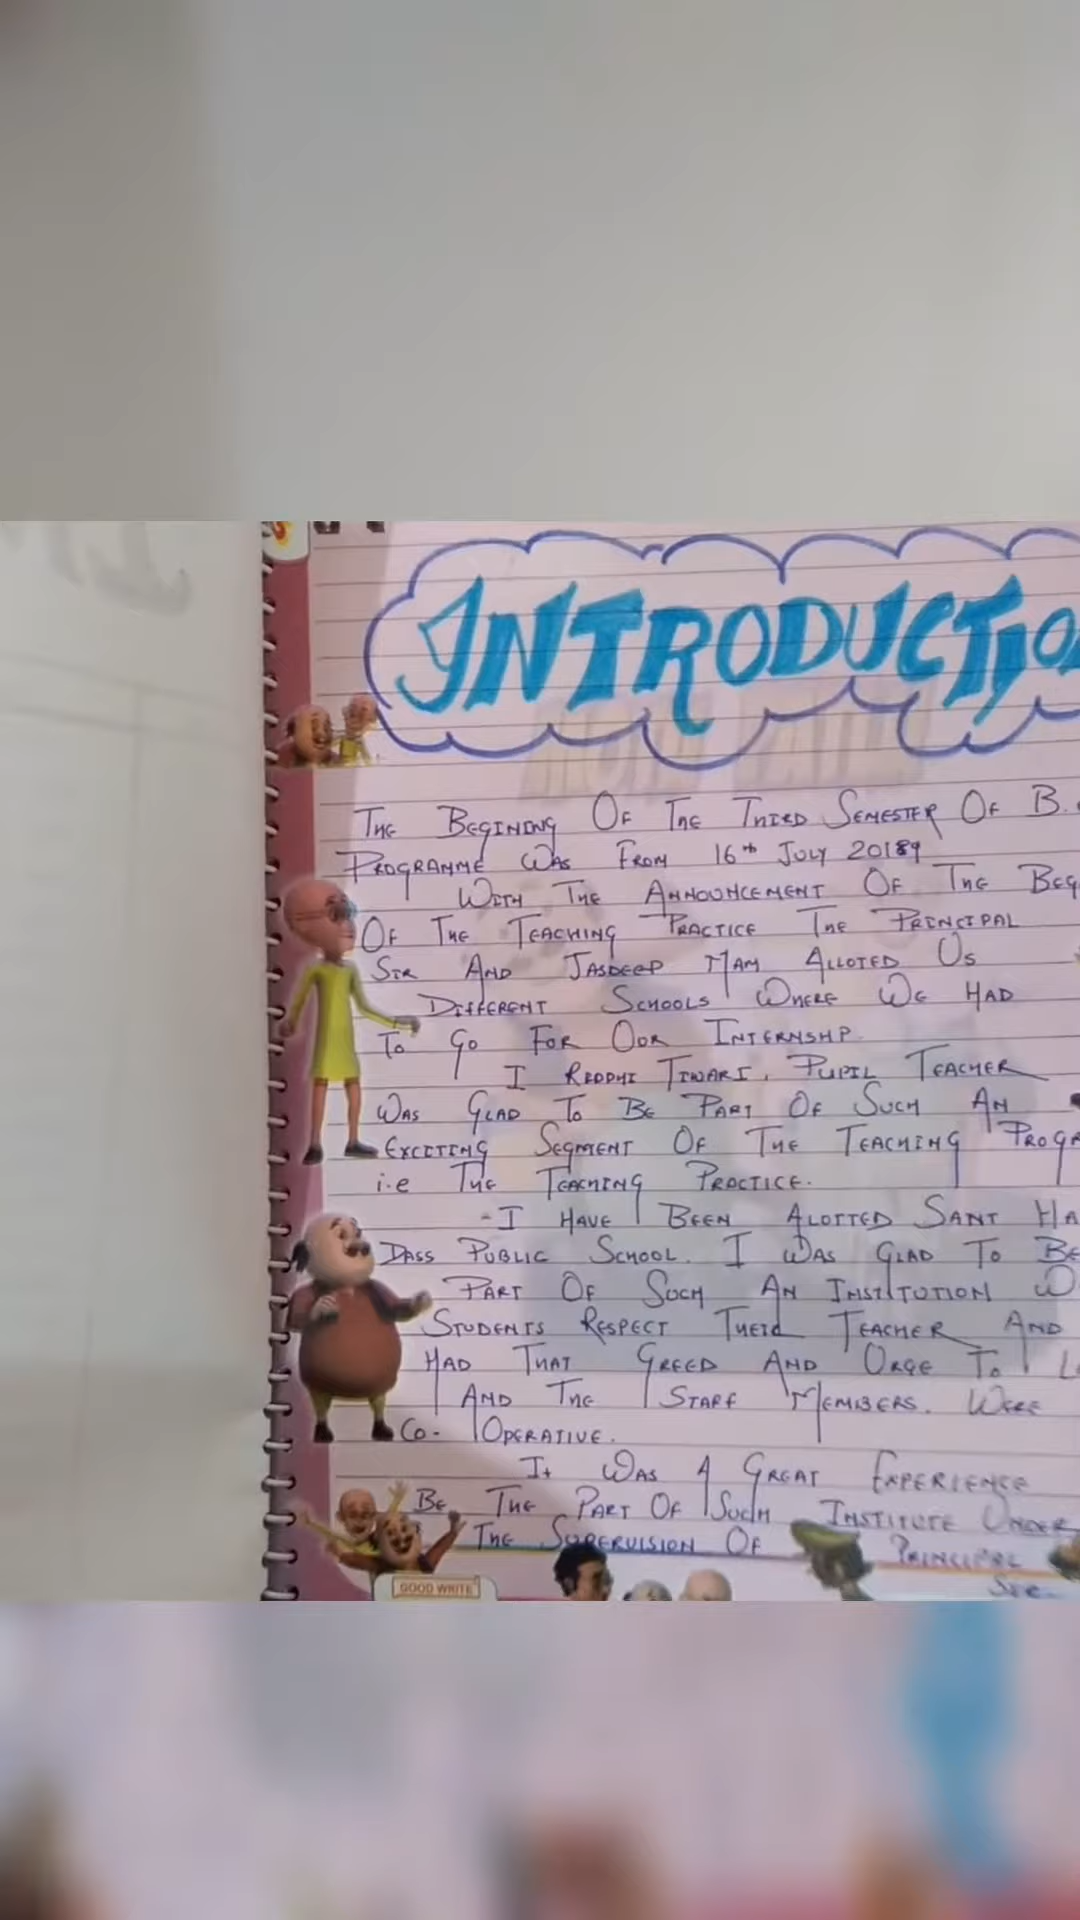 INTRODUCTIO
THE BEGINING OF THE THIRD SEMESTER OF B.
PROGRAMME WAS FROM 16th JULY 20189
WITH THE ANNOUNCEMENT OF THE BEG
OF THE TEACHING PRACTICE THE PRINCIPAL
SIR AND JASDEEP MAM ALLOTED US
DIFFERENT SCHOOLS WHERE WE HAD
TO GO FOR OUR INTERNSHP.
I RIDDHI TIWARI, PUPIL TEACHER
WAS GLAD TO BE PART OF SUCH AN
EXCITING SEGMENT OF THE TEACHING PROGR
i.e THE TEACHING PRACTICE.
-I HAVE BEEN ALOTTED SANT HA
DASS PUBLIC SCHOOL. I WAS GLAD TO BE
PART OF SUCH AN INSTITUTION W
STUDENTS RESPECT THEIR TEACHER AND
HAD THAT GREED AND URGE TO L
AND THE STAFF MEMBERS. WERE
CO- OPERATIVE.
It WAS A GREAT EXPERIENCE
BE THE PART OF SUCH INSTITUTE UNDER
THE SUPERVISION OF PRINCIPAL
SIR.
GOOD WRITE